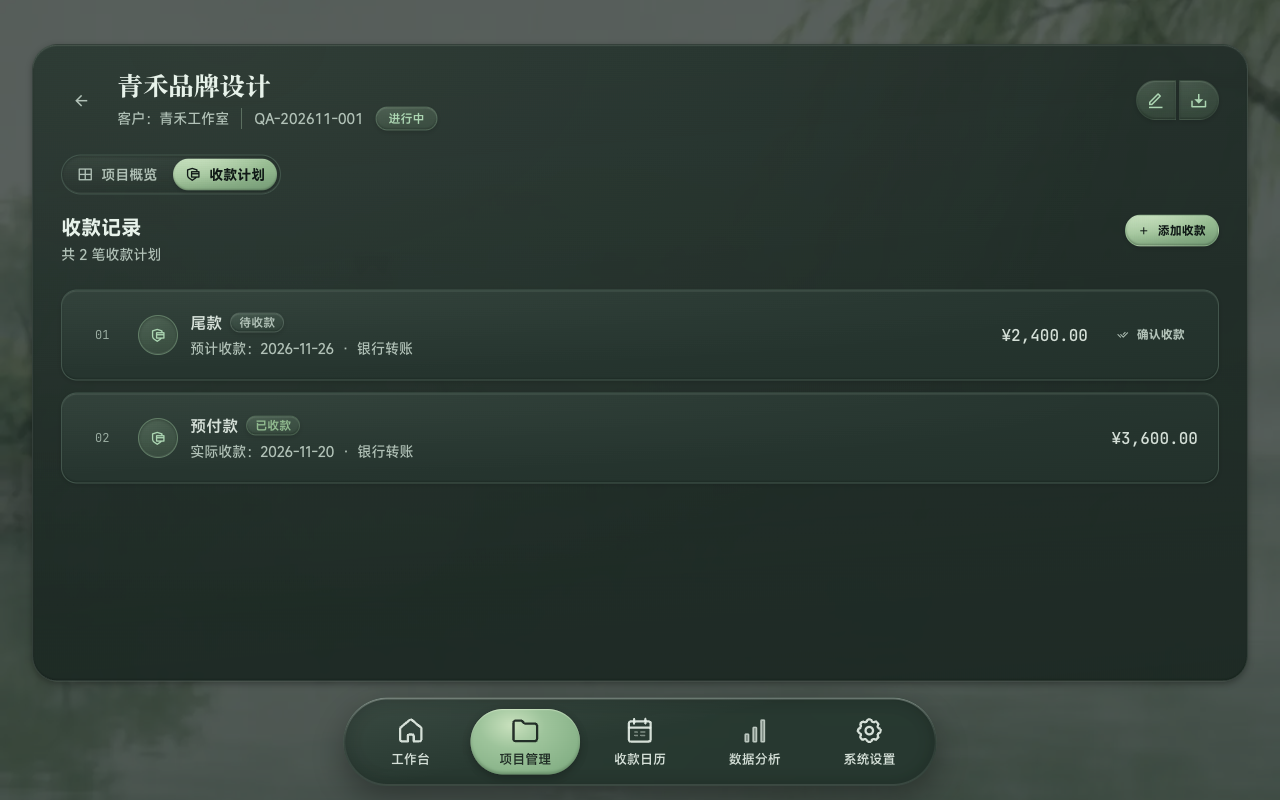 青禾品牌设计
客户：青禾工作室 QA-202611-001 进行中
项目概览 收款计划
收款记录
+ 添加收款
共 2 笔收款计划
01 尾款 待收款
预计收款：2026-11-26 · 银行转账
¥2,400.00 确认收款
02 预付款 已收款
实际收款：2026-11-20 · 银行转账
¥3,600.00
工作台 项目管理 收款日历 数据分析 系统设置